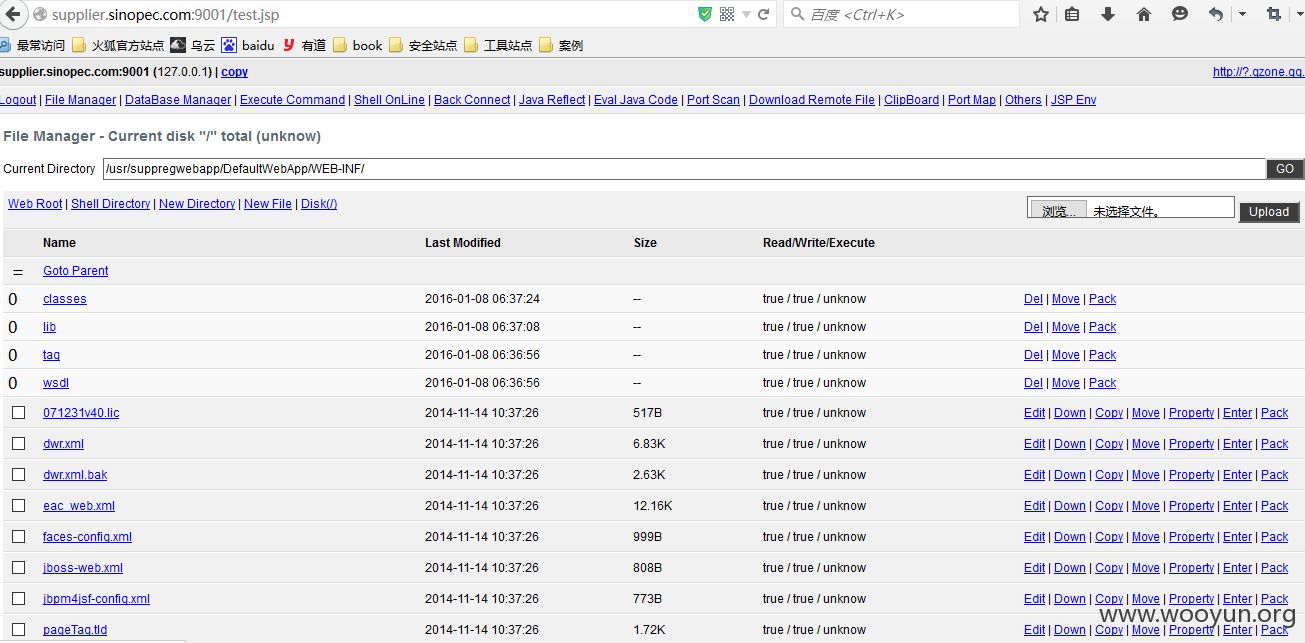 supplier.sinopec.com:9001/test.jsp
百度 <Ctrl+K>
最常访问 火狐官方站点 乌云 baidu 有道 book 安全站点 工具站点 案例
supplier.sinopec.com:9001 (127.0.0.1) | copy
http://?.qzone.qq.
Logout | File Manager | DataBase Manager | Execute Command | Shell OnLine | Back Connect | Java Reflect | Eval Java Code | Port Scan | Download Remote File | ClipBoard | Port Map | Others | JSP Env
File Manager - Current disk "/" total (unknow)
Current Directory /usr/suppregwebapp/DefaultWebApp/WEB-INF/ GO
Web Root | Shell Directory | New Directory | New File | Disk(/) 浏览... 未选择文件。 Upload
Name Last Modified Size Read/Write/Execute
= Goto Parent
0 classes 2016-01-08 06:37:24 -- true / true / unknow Del | Move | Pack
0 lib 2016-01-08 06:37:08 -- true / true / unknow Del | Move | Pack
0 tag 2016-01-08 06:36:56 -- true / true / unknow Del | Move | Pack
0 wsdl 2016-01-08 06:36:56 -- true / true / unknow Del | Move | Pack
071231v40.lic 2014-11-14 10:37:26 517B true / true / unknow Edit | Down | Copy | Move | Property | Enter | Pack
dwr.xml 2014-11-14 10:37:26 6.83K true / true / unknow Edit | Down | Copy | Move | Property | Enter | Pack
dwr.xml.bak 2014-11-14 10:37:26 2.63K true / true / unknow Edit | Down | Copy | Move | Property | Enter | Pack
eac_web.xml 2014-11-14 10:37:26 12.16K true / true / unknow Edit | Down | Copy | Move | Property | Enter | Pack
faces-config.xml 2014-11-14 10:37:26 999B true / true / unknow Edit | Down | Copy | Move | Property | Enter | Pack
jboss-web.xml 2014-11-14 10:37:26 808B true / true / unknow Edit | Down | Copy | Move | Property | Enter | Pack
jbpm4jsf-config.xml 2014-11-14 10:37:26 773B true / true / unknow Edit | Down | Copy | Move | Property | Enter | Pack
pageTag.tld 2014-11-14 10:37:26 1.72K true / true / unknow Edit | Down | Copy | Move | Property | Enter | Pack
www.wooyun.org